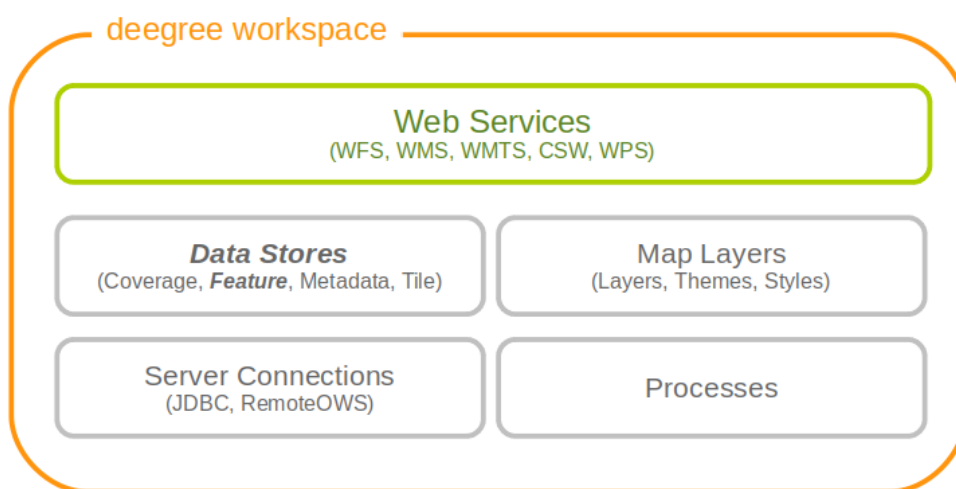 deegree workspace
Web Services
(WFS, WMS, WMTS, CSW, WPS)
Data Stores
(Coverage, Feature, Metadata, Tile)
Map Layers
(Layers, Themes, Styles)
Server Connections
(JDBC, RemoteOWS)
Processes